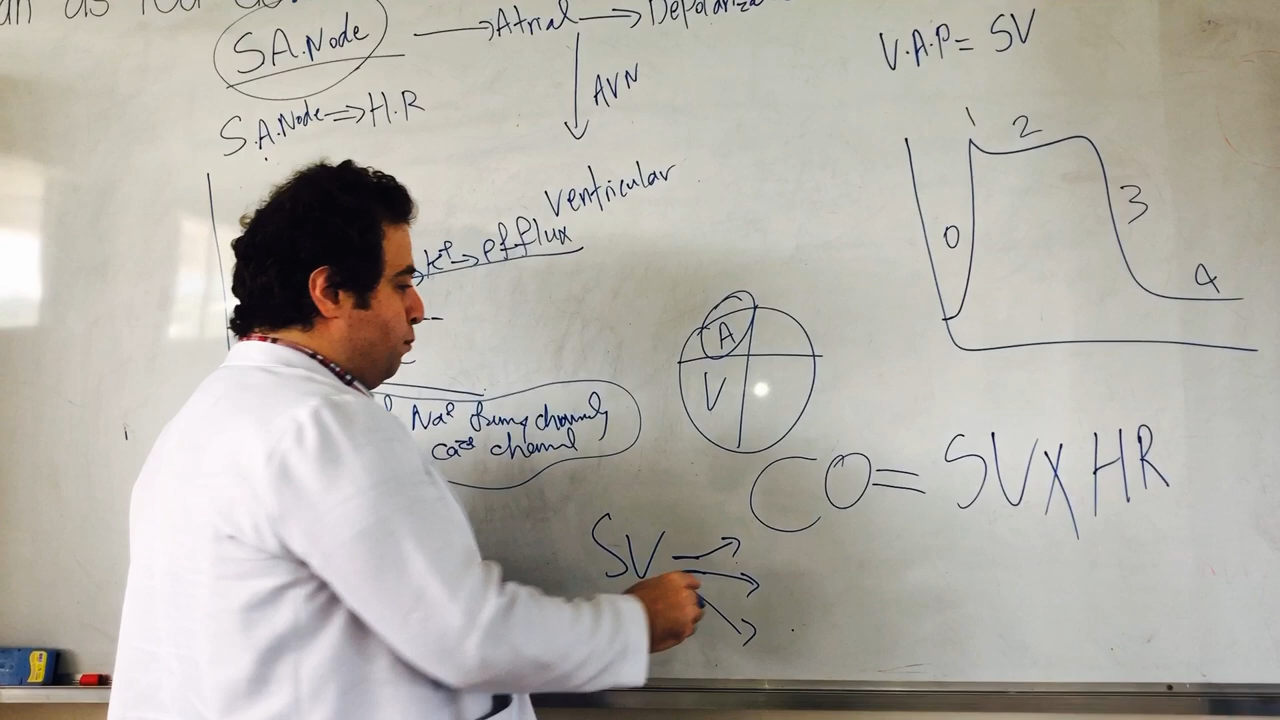 S.A.Node → Atrial → Depolariza
AVN
S.A.Node ⇒ H.R
ventricular
K+ → efflux
Na+
Ca2+ channel
A
V
SV
V.A.P = SV
1
2
0
3
4
CO = SV X HR